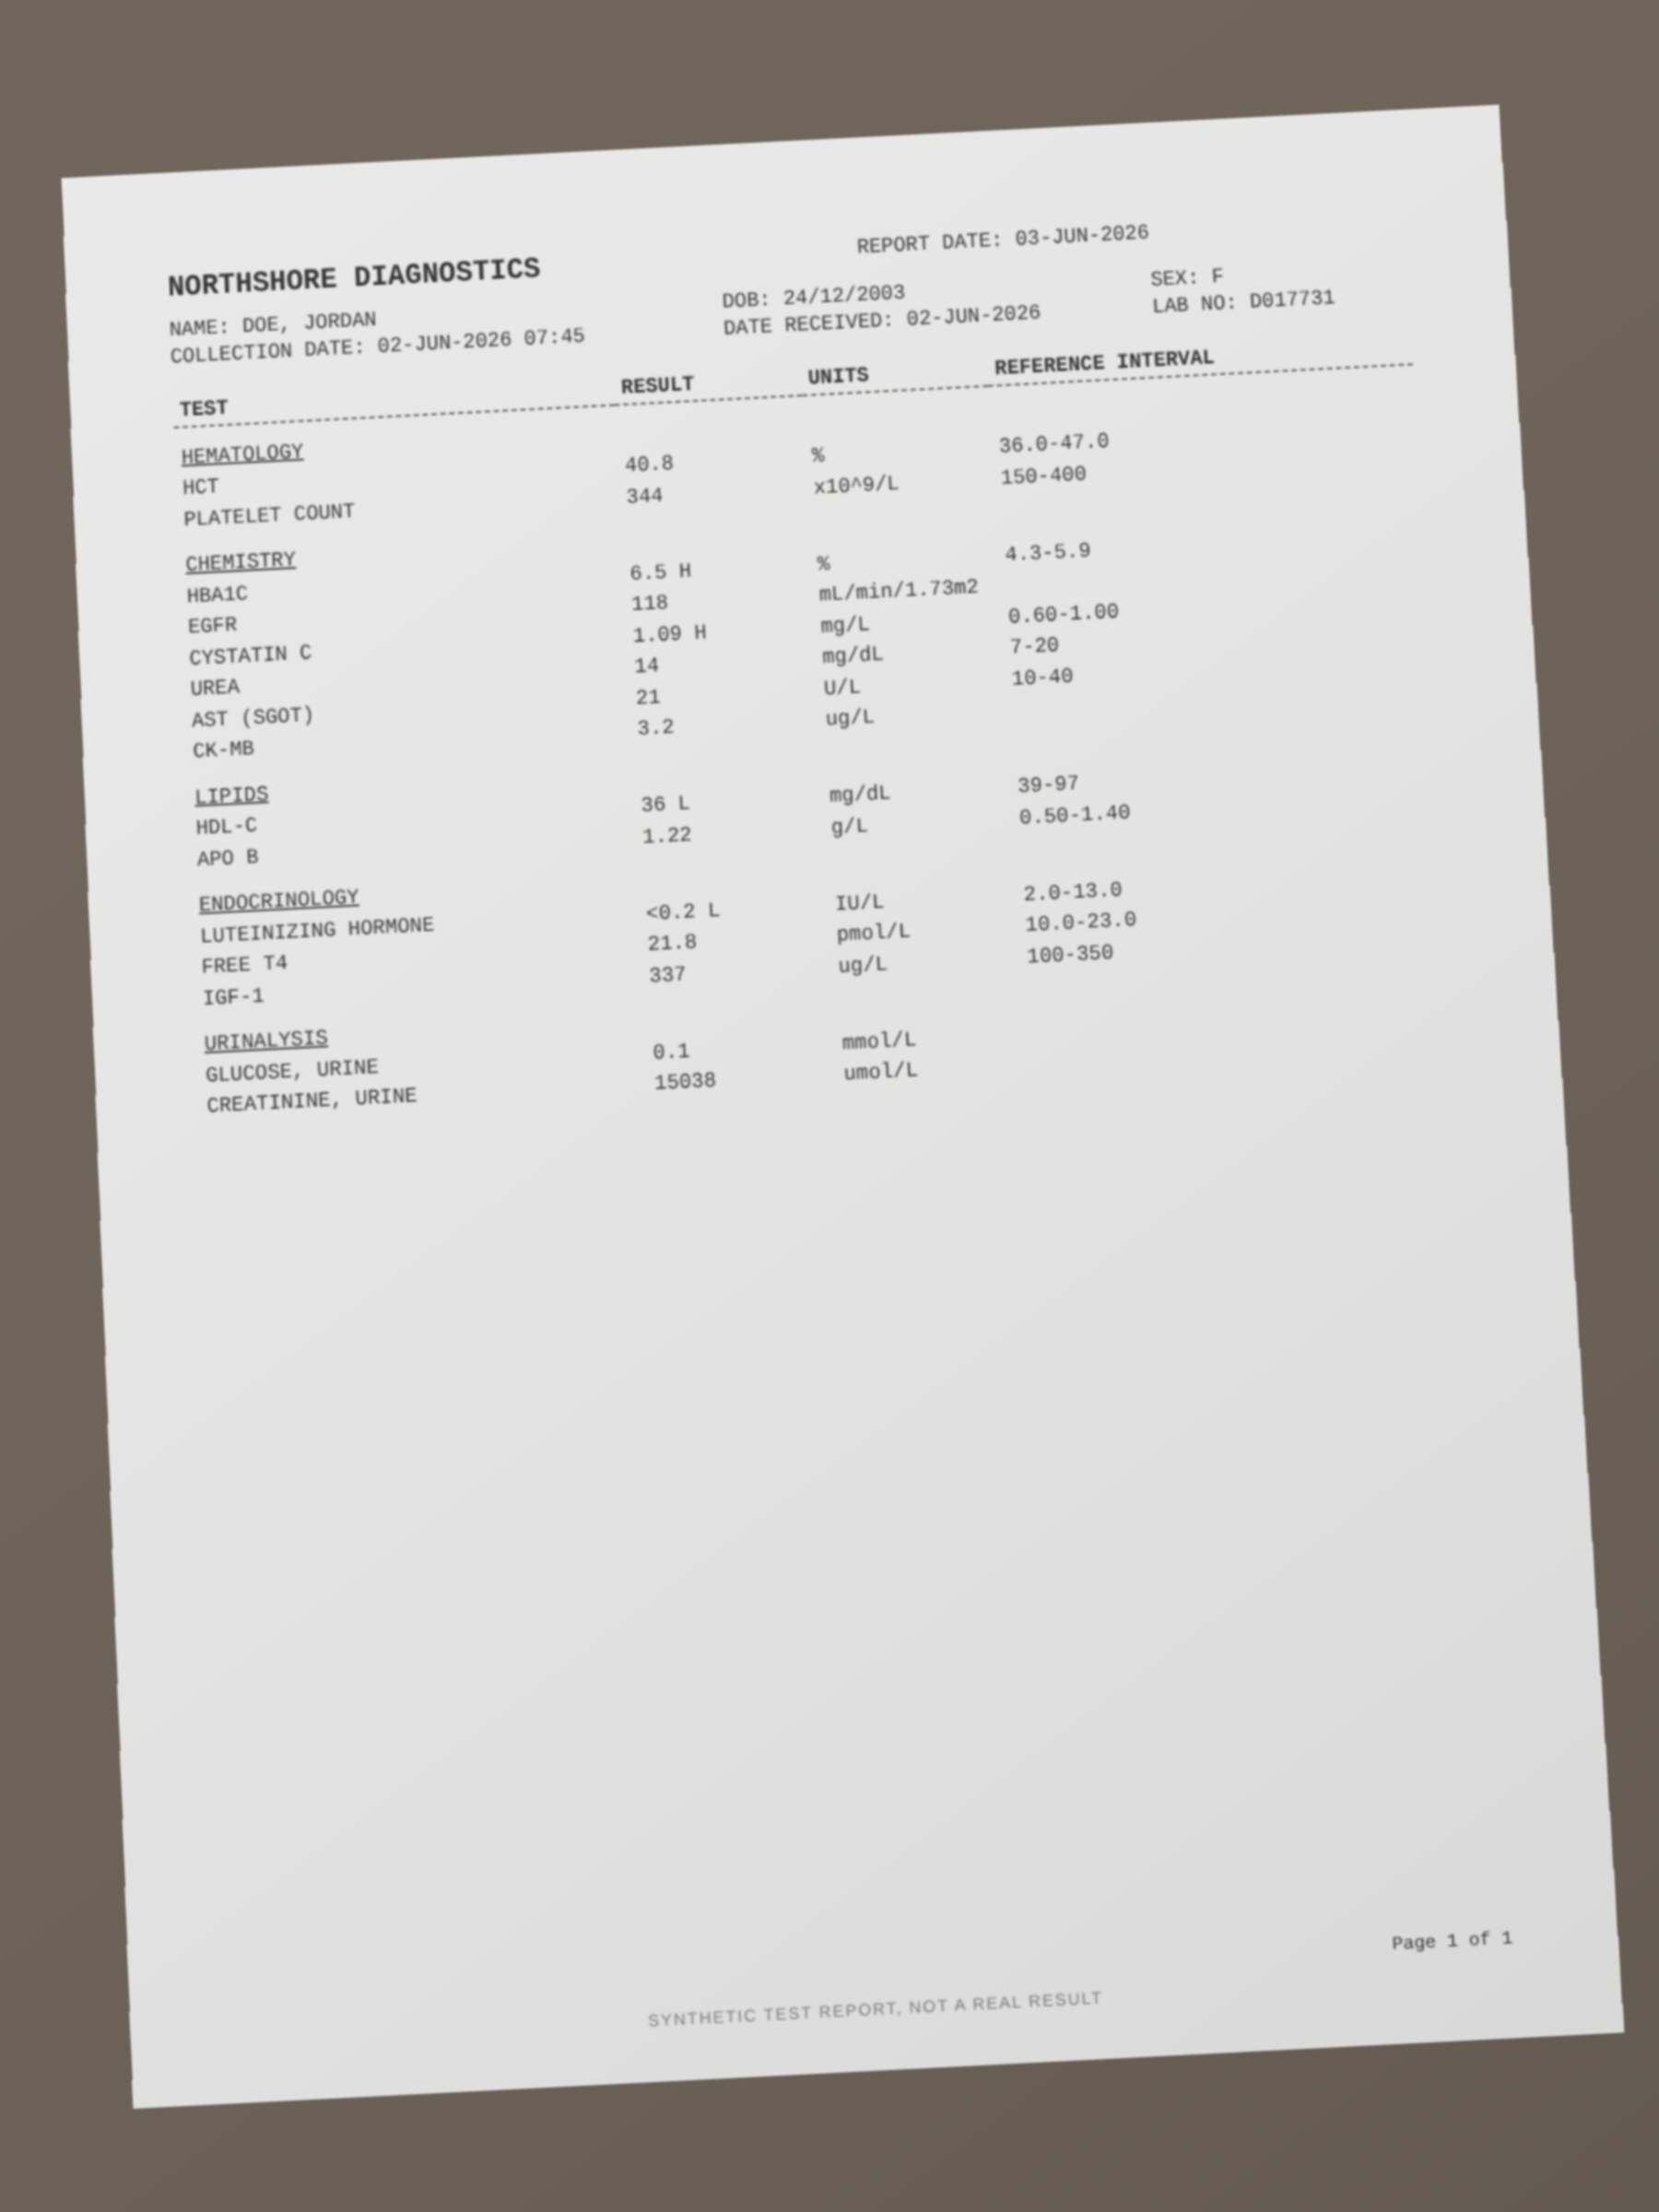 REPORT DATE: 03-JUN-2026
NORTHSHORE DIAGNOSTICS
NAME: DOE, JORDAN DOB: 24/12/2003 SEX: F
COLLECTION DATE: 02-JUN-2026 07:45 DATE RECEIVED: 02-JUN-2026 LAB NO: D017731
TEST RESULT UNITS REFERENCE INTERVAL
HEMATOLOGY
HCT 40.8 % 36.0-47.0
PLATELET COUNT 344 x10^9/L 150-400
CHEMISTRY
HBA1C 6.5 H % 4.3-5.9
EGFR 118 mL/min/1.73m2
CYSTATIN C 1.09 H mg/L 0.60-1.00
UREA 14 mg/dL 7-20
AST (SGOT) 21 U/L 10-40
CK-MB 3.2 ug/L
LIPIDS
HDL-C 36 L mg/dL 39-97
APO B 1.22 g/L 0.50-1.40
ENDOCRINOLOGY
LUTEINIZING HORMONE <0.2 L IU/L 2.0-13.0
FREE T4 21.8 pmol/L 10.0-23.0
IGF-1 337 ug/L 100-350
URINALYSIS
GLUCOSE, URINE 0.1 mmol/L
CREATININE, URINE 15038 umol/L
Page 1 of 1
SYNTHETIC TEST REPORT, NOT A REAL RESULT